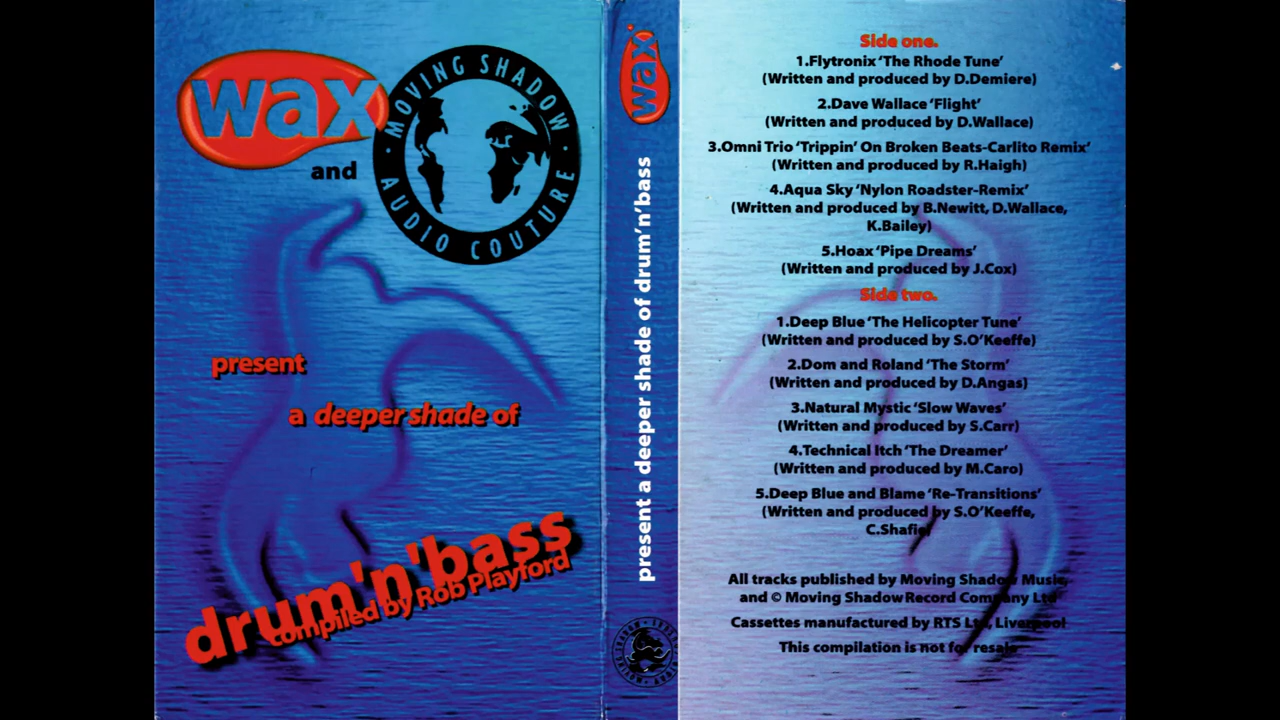 wax
and
MOVING SHADOW
AUDIO COUTURE
present
a deeper shade of
drum'n'bass
compiled by Rob Playford
wax
present a deeper shade of drum'n'bass
Side one.
1.Flytronix 'The Rhode Tune'
(Written and produced by D.Demiere)
2.Dave Wallace 'Flight'
(Written and produced by D.Wallace)
3.Omni Trio 'Trippin' On Broken Beats-Carlito Remix'
(Written and produced by R.Haigh)
4.Aqua Sky 'Nylon Roadster-Remix'
(Written and produced by B.Newitt, D.Wallace,
K.Bailey)
5.Hoax 'Pipe Dreams'
(Written and produced by J.Cox)
Side two.
1.Deep Blue 'The Helicopter Tune'
(Written and produced by S.O'Keeffe)
2.Dom and Roland 'The Storm'
(Written and produced by D.Angas)
3.Natural Mystic 'Slow Waves'
(Written and produced by S.Carr)
4.Technical Itch 'The Dreamer'
(Written and produced by M.Caro)
5.Deep Blue and Blame 'Re-Transitions'
(Written and produced by S.O'Keeffe,
C.Shafie)
All tracks published by Moving Shadow Music,
and © Moving Shadow Record Company Ltd
Cassettes manufactured by RTS Ltd, Liverpool
This compilation is not for resale